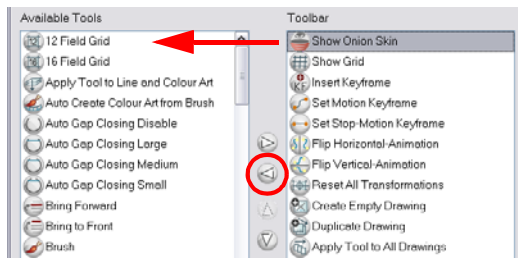 Available Tools
12 Field Grid
16 Field Grid
Apply Tool to Line and Colour Art
Auto Create Colour Art from Brush
Auto Gap Closing Disable
Auto Gap Closing Large
Auto Gap Closing Medium
Auto Gap Closing Small
Bring Forward
Bring to Front
Brush
Toolbar
Show Onion Skin
Show Grid
Insert Keyframe
Set Motion Keyframe
Set Stop-Motion Keyframe
Flip Horizontal-Animation
Flip Vertical-Animation
Reset All Transformations
Create Empty Drawing
Duplicate Drawing
Apply Tool to All Drawings